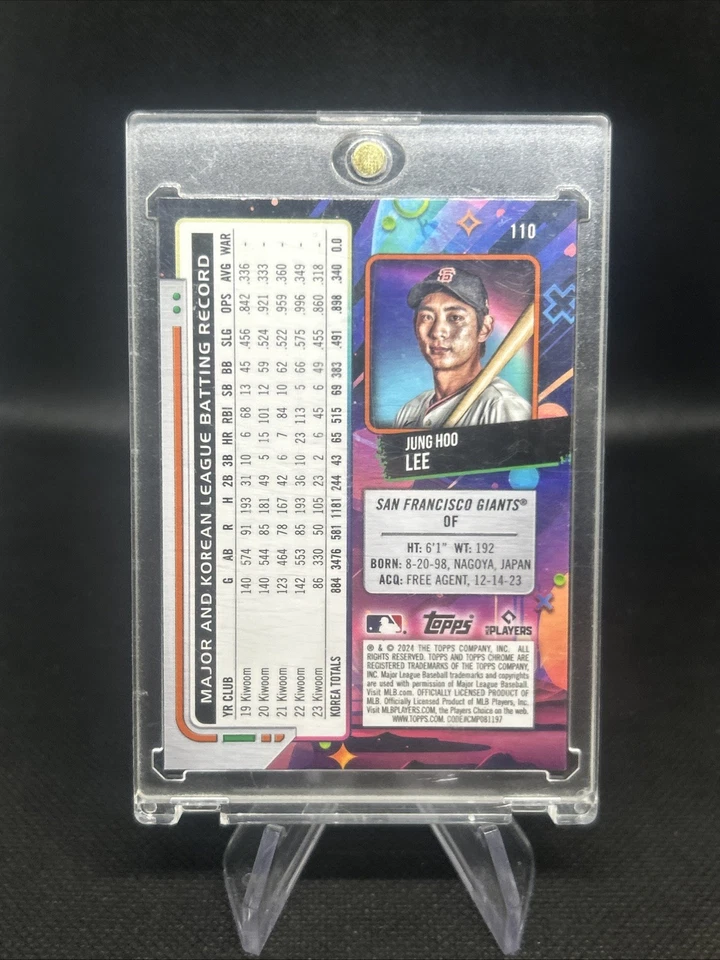 MAJOR AND KOREAN LEAGUE BATTING RECORD
YR CLUB G AB R H 2B 3B HR RBI SB BB SLG OPS AVG WAR
19 Kiwoom 140 574 91 193 31 10 6 68 13 45 .456 .842 .336 -
20 Kiwoom 140 544 85 181 49 5 15 101 12 59 .524 .921 .333 -
21 Kiwoom 123 464 78 167 42 6 7 84 10 62 .522 .959 .360 -
22 Kiwoom 142 553 85 193 36 10 23 113 5 66 .575 .996 .349 -
23 Kiwoom 86 330 50 105 23 2 6 45 6 49 .455 .860 .318 -
KOREA TOTALS 884 3476 581 1181 244 43 65 515 69 383 .491 .898 .340 0.0
110
SF
JUNG HOO
LEE
SAN FRANCISCO GIANTS®
OF
HT: 6'1" WT: 192
BORN: 8-20-98, NAGOYA, JAPAN
ACQ: FREE AGENT, 12-14-23
Topps
MLB PLAYERS
® & © 2024 THE TOPPS COMPANY, INC. ALL
RIGHTS RESERVED. TOPPS AND TOPPS CHROME ARE
REGISTERED TRADEMARKS OF THE TOPPS COMPANY,
INC. Major League Baseball trademarks and copyrights
are used with permission of Major League Baseball.
Visit MLB.com. OFFICIALLY LICENSED PRODUCT OF
MLB. Officially Licensed Product of MLB Players, Inc.
Visit MLBPLAYERS.COM, the Players Choice on the web.
WWW.TOPPS.COM. CODE#CMP081197